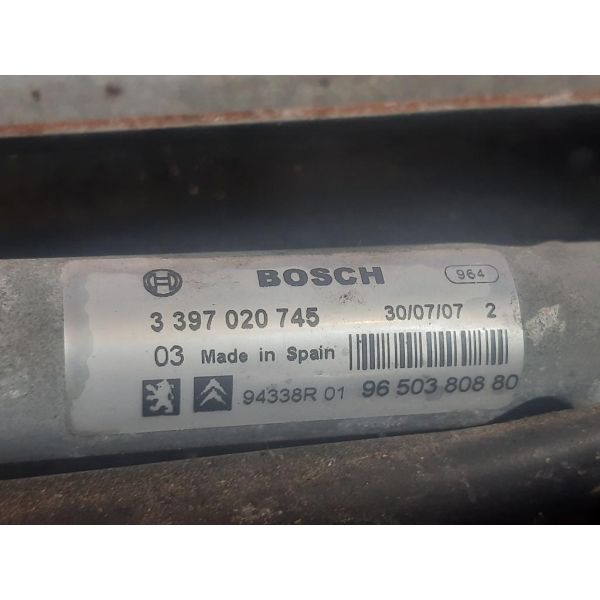 BOSCH 964
3 397 020 745 30/07/07 2
03 Made in Spain
94338R 01 96 503 808 80